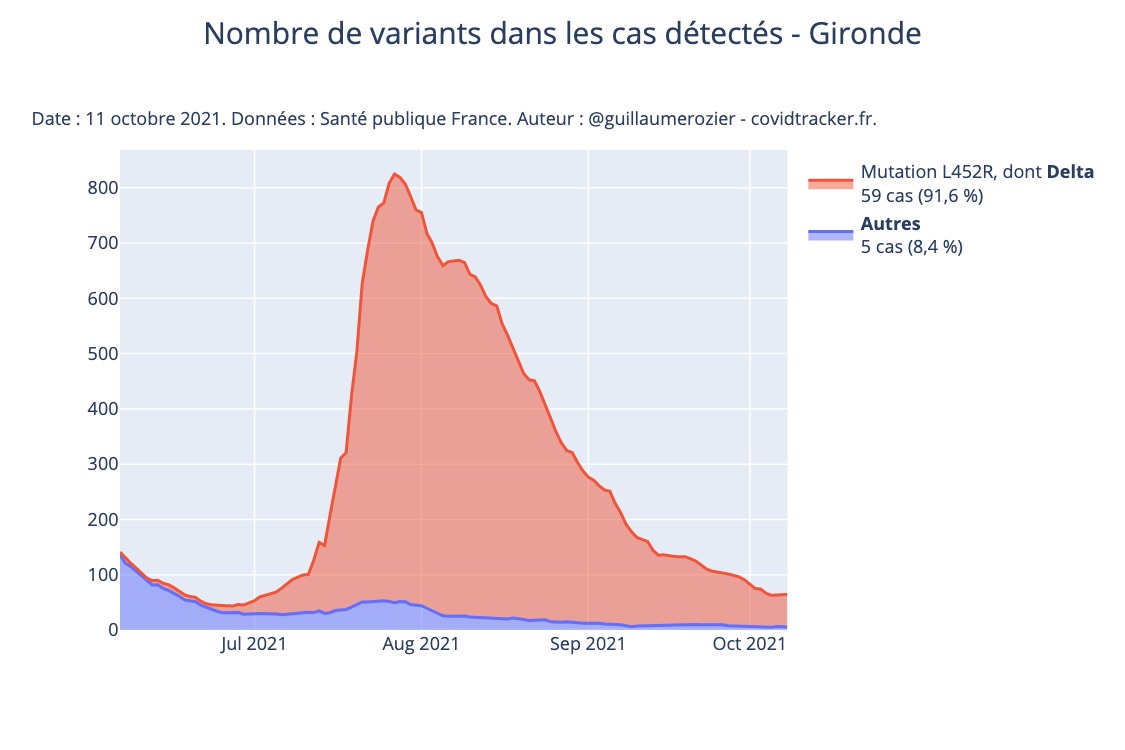 Nombre de variants dans les cas détectés - Gironde
Date : 11 octobre 2021. Données : Santé publique France. Auteur : @guillaumerozier - covidtracker.fr.
Mutation L452R, dont Delta
59 cas (91,6 %)
Autres
5 cas (8,4 %)
800
700
600
500
400
300
200
100
0
Jul 2021 Aug 2021 Sep 2021 Oct 2021